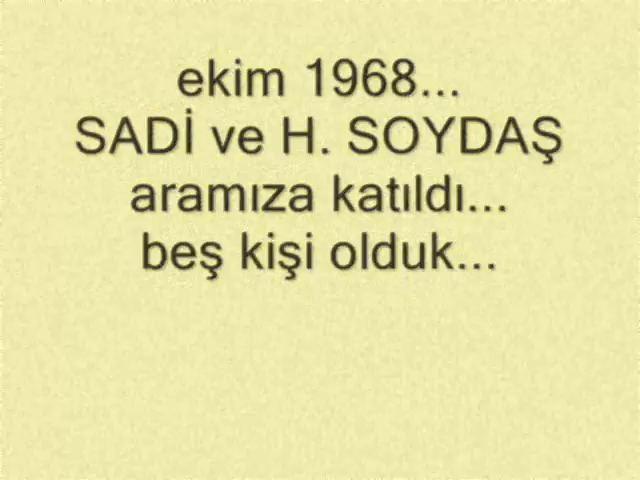 ekim 1968...
SADİ ve H. SOYDAŞ
aramıza katıldı...
beş kişi olduk...